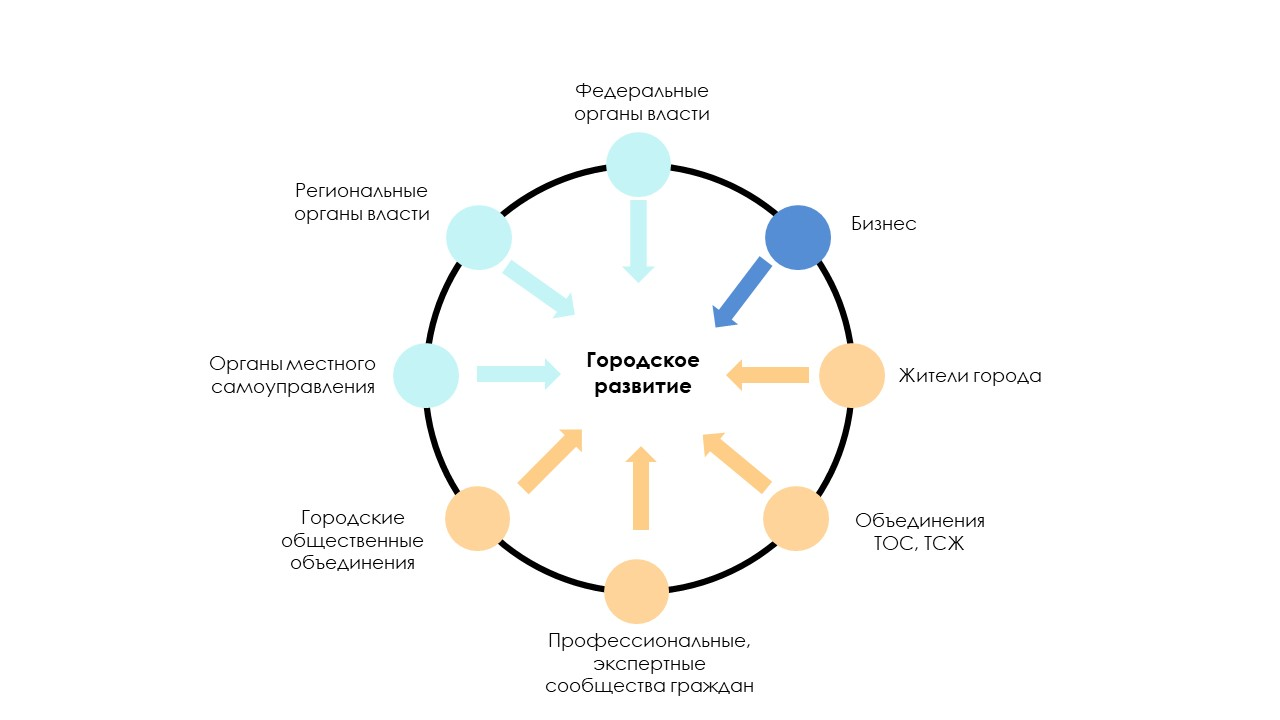 Федеральные
органы власти
Региональные
органы власти
Бизнес
Органы местного
самоуправления
Городское
развитие
Жители города
Городские
общественные
объединения
Объединения
ТОС, ТСЖ
Профессиональные,
экспертные
сообщества граждан